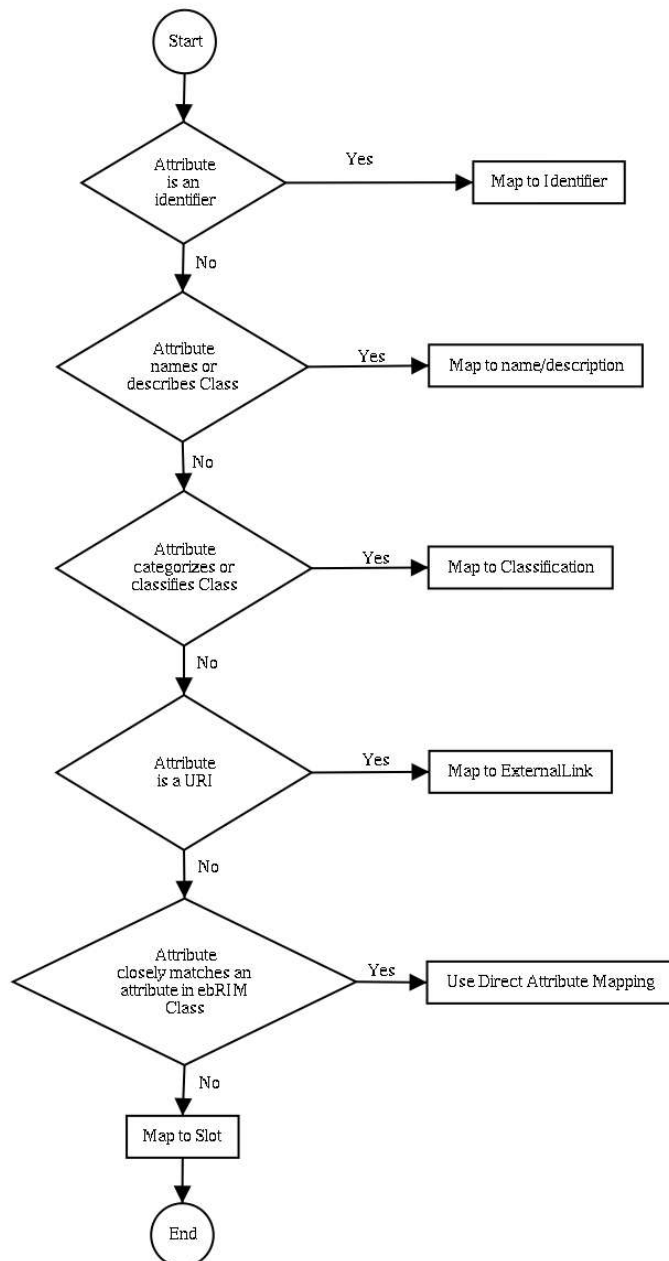 Start
Attribute
is an
identifier
Yes
Map to Identifier
No
Attribute
names or
describes Class
Yes
Map to name/description
No
Attribute
categorizes or
classifies Class
Yes
Map to Classification
No
Attribute
is a URI
Yes
Map to ExternalLink
No
Attribute
closely matches an
attribute in ebRIM
Class
Yes
Use Direct Attribute Mapping
No
Map to Slot
End